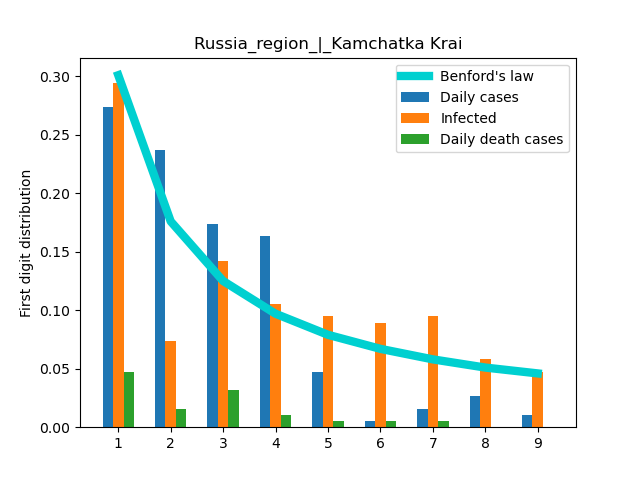 Russia_region_|_Kamchatka Krai
First digit distribution
0.30
0.25
0.20
0.15
0.10
0.05
0.00
1 2 3 4 5 6 7 8 9
Benford's law
Daily cases
Infected
Daily death cases